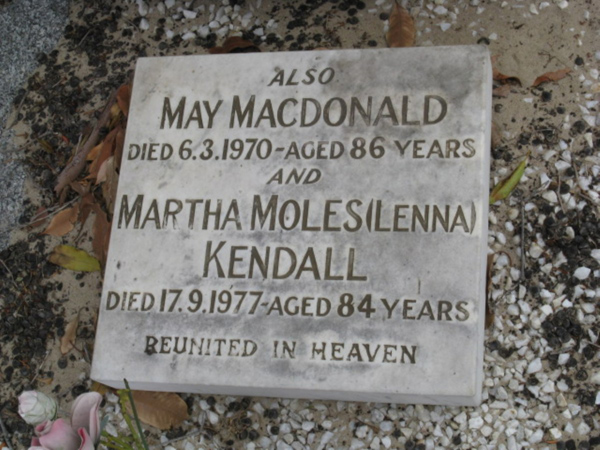 ALSO
MAY MACDONALD
DIED 6.3.1970-AGED 86 YEARS
AND
MARTHA MOLES (LENNA)
KENDALL
DIED 17.9.1977-AGED 84 YEARS
REUNITED IN HEAVEN